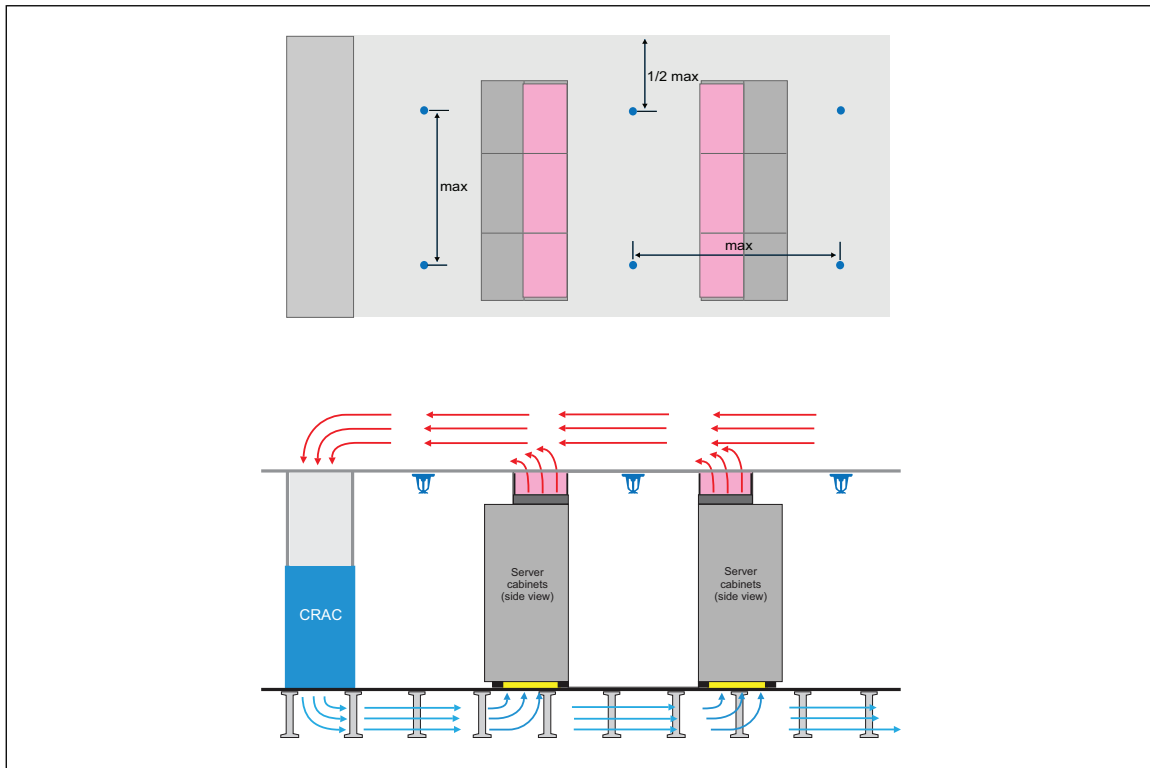 1/2 max
max
max
Server
cabinets
(side view)
Server
cabinets
(side view)
CRAC